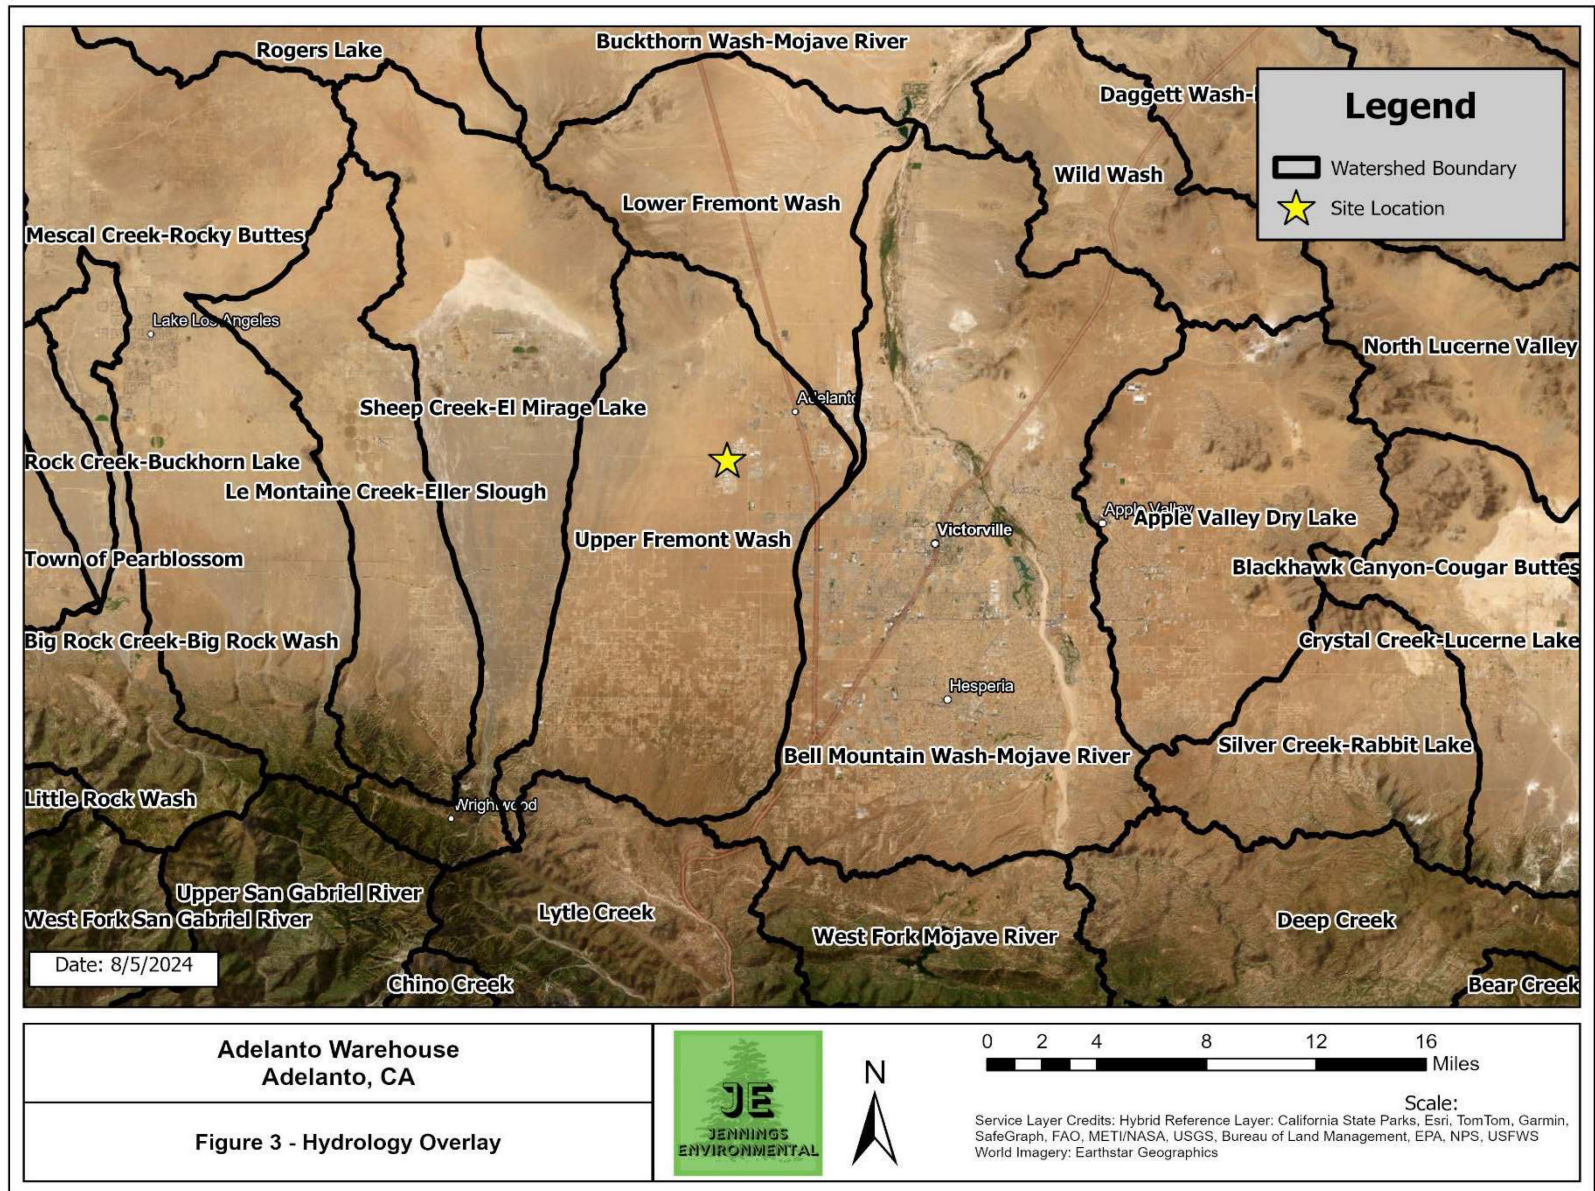 Rogers Lake
Buckthorn Wash-Mojave River
Daggett Wash-
Legend
Watershed Boundary
Site Location
Wild Wash
Lower Fremont Wash
Mescal Creek-Rocky Buttes
Lake Los Angeles
North Lucerne Valley
Adelanto
Sheep Creek-El Mirage Lake
Rock Creek-Buckhorn Lake
Le Montaine Creek-Eller Slough
Apple Valley
Apple Valley Dry Lake
Victorville
Upper Fremont Wash
Town of Pearblossom
Blackhawk Canyon-Cougar Buttes
Big Rock Creek-Big Rock Wash
Crystal Creek-Lucerne Lake
Hesperia
Silver Creek-Rabbit Lake
Bell Mountain Wash-Mojave River
Little Rock Wash
Wrightwood
Upper San Gabriel River
West Fork San Gabriel River
Lytle Creek
Deep Creek
West Fork Mojave River
Date: 8/5/2024
Chino Creek
Bear Creek
Adelanto Warehouse
Adelanto, CA
Figure 3 - Hydrology Overlay
JE
JENNINGS
ENVIRONMENTAL
N
0 2 4 8 12 16
Miles
Scale:
Service Layer Credits: Hybrid Reference Layer: California State Parks, Esri, TomTom, Garmin,
SafeGraph, FAO, METI/NASA, USGS, Bureau of Land Management, EPA, NPS, USFWS
World Imagery: Earthstar Geographics